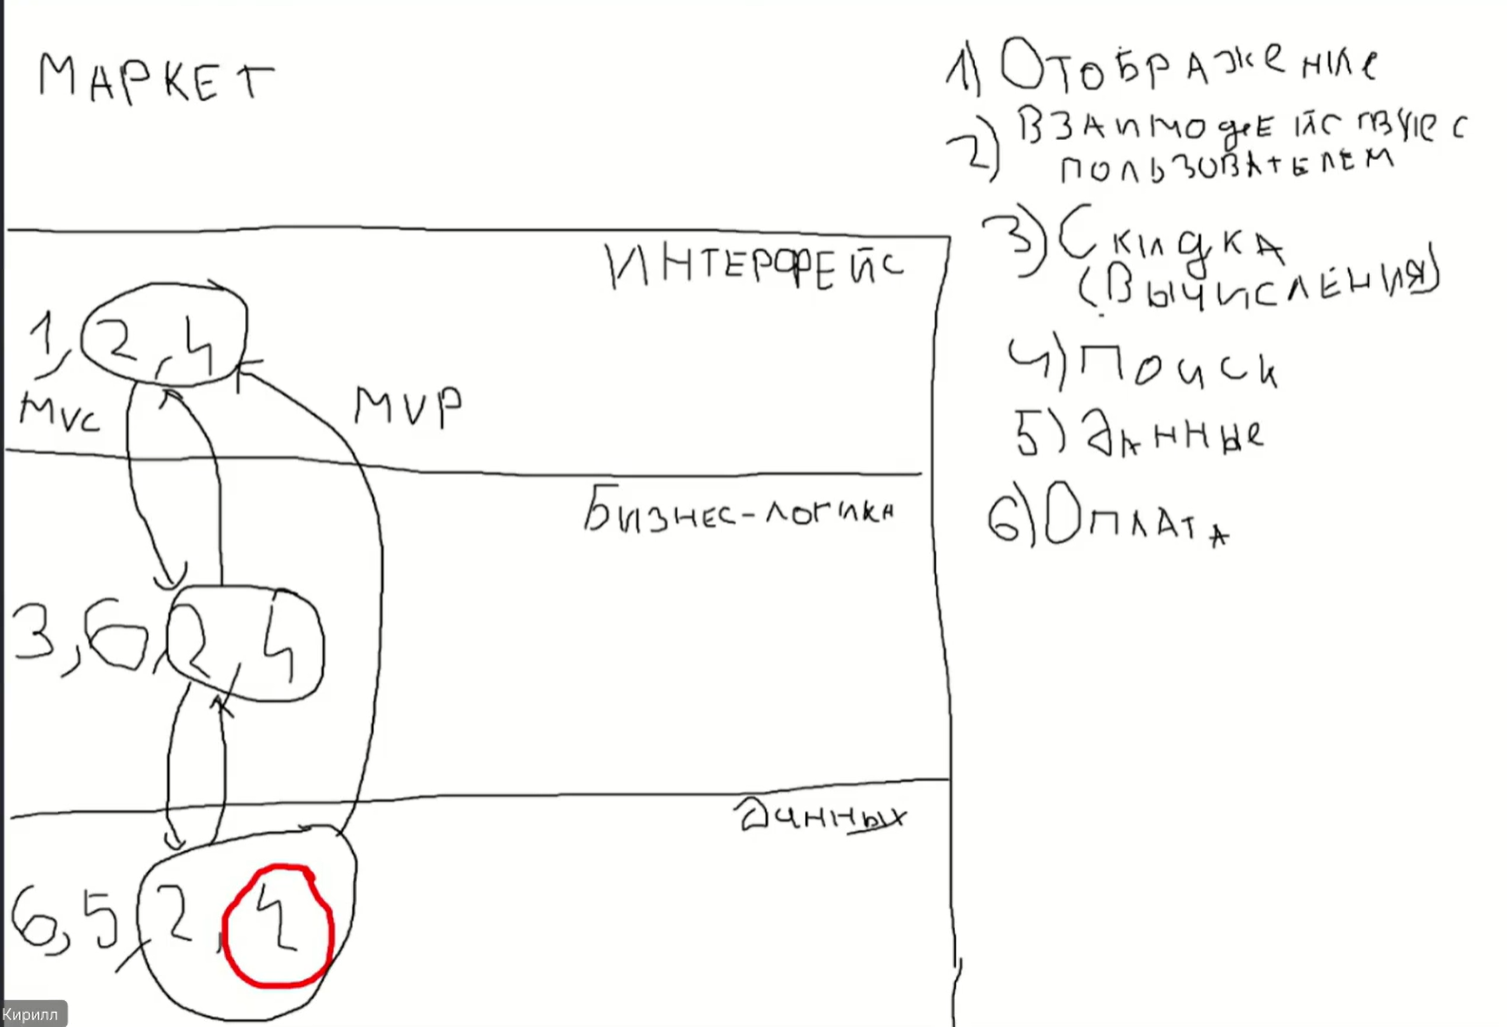 МАРКЕТ
1) Отображение
2) Взаимодействие с
пользователем
3) Скидка
(Вычисления)
4) Поиск
5) Данные
6) Оплата
ИНТЕРФЕЙС
1, 2, 4
MVC
MVP
Бизнес-логика
3, 6, 2, 4
Данных
6, 5, 2, 4
Кирилл